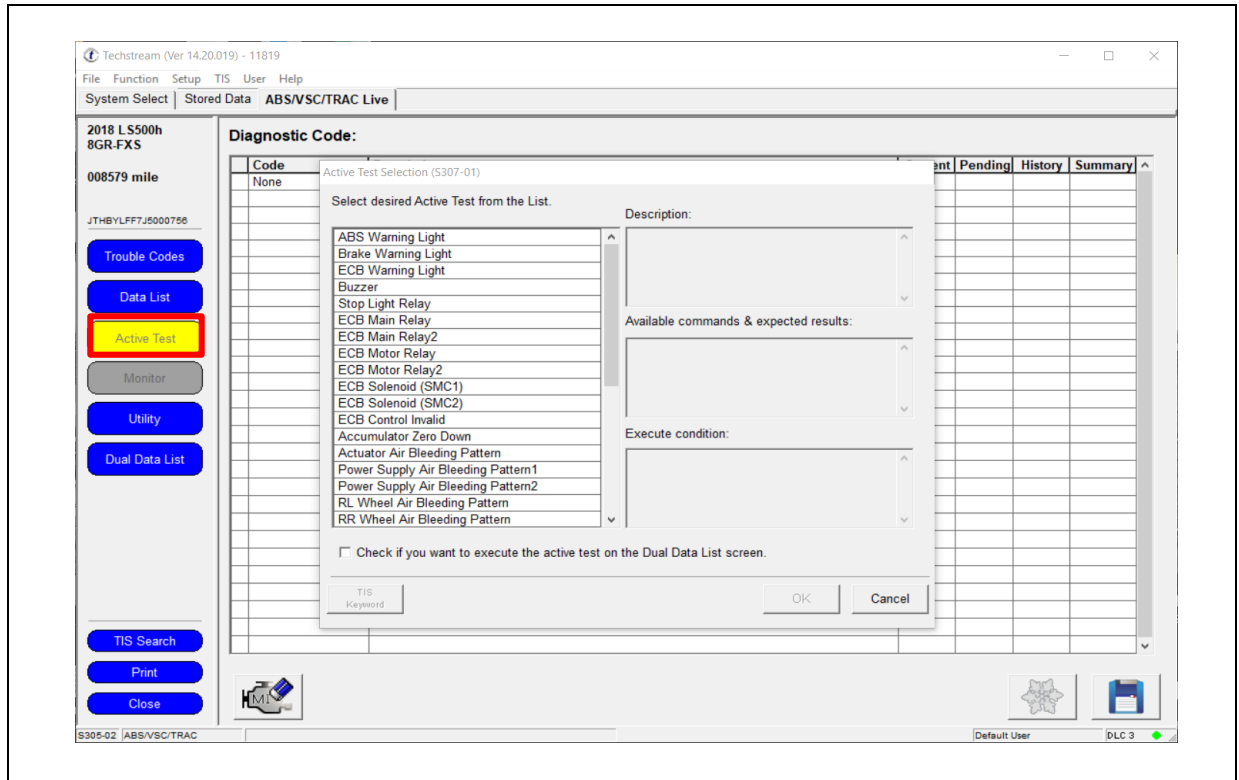 Techstream (Ver 14.20.019) - 11819
File Function Setup TIS User Help
System Select Stored Data ABS/VSC/TRAC Live
2018 LS500h
8GR-FXS
008579 mile
JTHBYLFF7J5000756
Trouble Codes
Data List
Active Test
Monitor
Utility
Dual Data List
TIS Search
Print
Close
Diagnostic Code:
Code Pending History Summary
None
Active Test Selection (S307-01)
Select desired Active Test from the List.
ABS Warning Light
Brake Warning Light
ECB Warning Light
Buzzer
Stop Light Relay
ECB Main Relay
ECB Main Relay2
ECB Motor Relay
ECB Motor Relay2
ECB Solenoid (SMC1)
ECB Solenoid (SMC2)
ECB Control Invalid
Accumulator Zero Down
Actuator Air Bleeding Pattern
Power Supply Air Bleeding Pattern1
Power Supply Air Bleeding Pattern2
RL Wheel Air Bleeding Pattern
RR Wheel Air Bleeding Pattern
Description:
Available commands & expected results:
Execute condition:
Check if you want to execute the active test on the Dual Data List screen.
TIS
Keyword
OK Cancel
MI
S305-02 ABS/VSC/TRAC Default User DLC 3